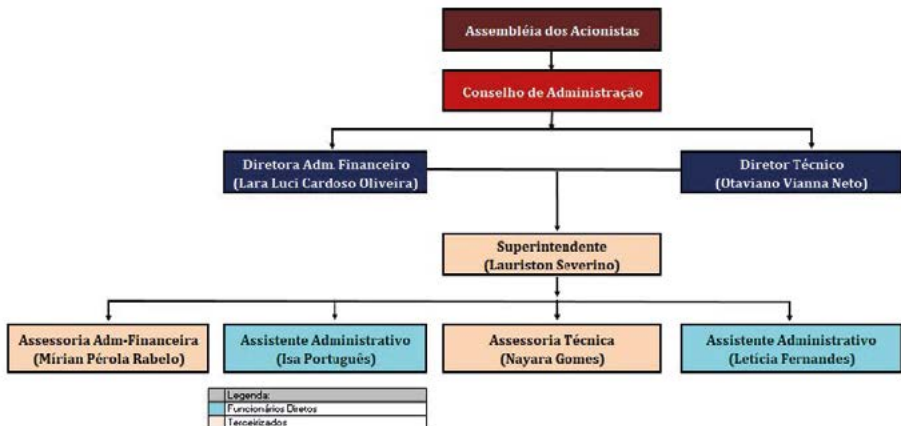 Assembléia dos Acionistas
Conselho de Administração
Diretora Adm. Financeiro
(Lara Luci Cardoso Oliveira)
Diretor Técnico
(Otaviano Vianna Neto)
Superintendente
(Lauriston Severino)
Assessoria Adm-Financeira
(Mírian Pérola Rabelo)
Assistente Administrativo
(Isa Português)
Assessoria Técnica
(Nayara Gomes)
Assistente Administrativo
(Letícia Fernandes)
Legenda:
Funcionários Diretos
Terceirizados